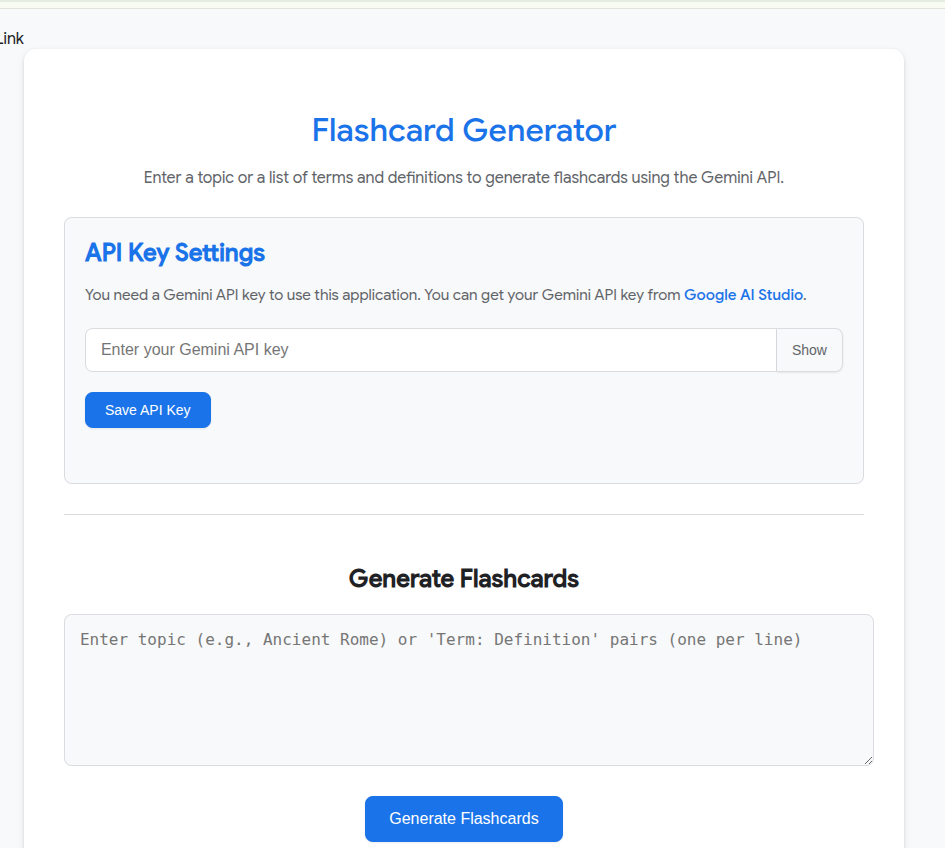 Link
Flashcard Generator
Enter a topic or a list of terms and definitions to generate flashcards using the Gemini API.
API Key Settings
You need a Gemini API key to use this application. You can get your Gemini API key from Google AI Studio.
Enter your Gemini API key
Show
Save API Key
Generate Flashcards
Enter topic (e.g., Ancient Rome) or 'Term: Definition' pairs (one per line)
Generate Flashcards